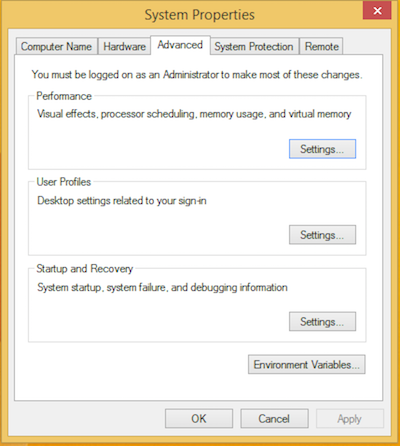 System Properties
Computer Name Hardware Advanced System Protection Remote
You must be logged on as an Administrator to make most of these changes.
Performance
Visual effects, processor scheduling, memory usage, and virtual memory
Settings...
User Profiles
Desktop settings related to your sign-in
Settings...
Startup and Recovery
System startup, system failure, and debugging information
Settings...
Environment Variables...
OK Cancel Apply